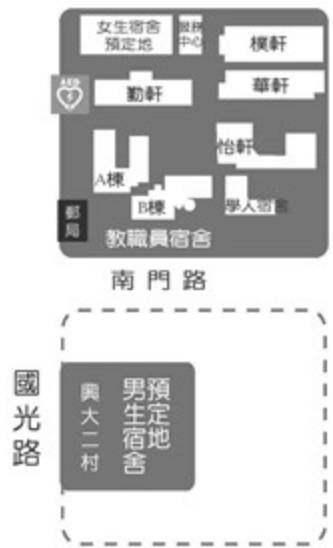 女生宿舍
預定地
服務
中心
樸軒
AED
勤軒
華軒
怡軒
A棟
B棟
學人宿舍
郵局
教職員宿舍
南門路
國光路
預定地
男生宿舍
興大二村